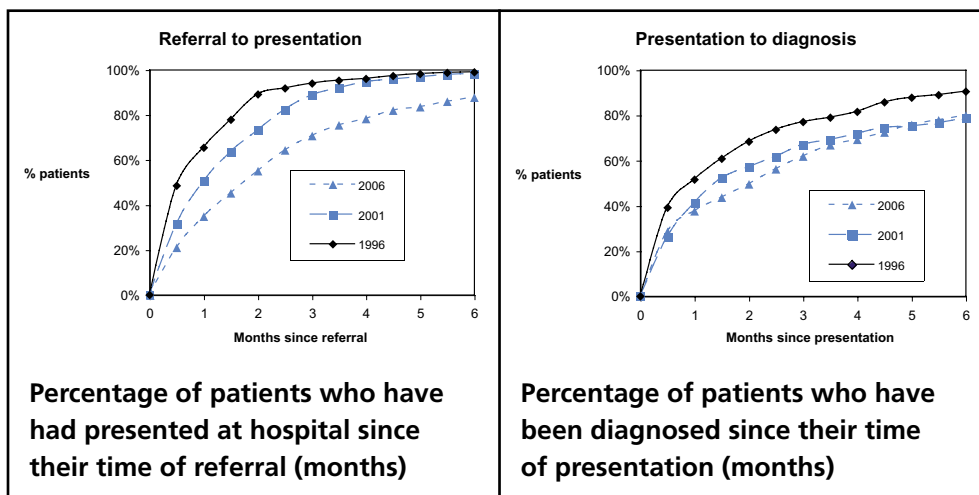 Referral to presentation
100%
80%
60%
% patients
40%
20%
0%
2006
2001
1996
0 1 2 3 4 5 6
Months since referral
Percentage of patients who have
had presented at hospital since
their time of referral (months)
Presentation to diagnosis
100%
80%
60%
% patients
40%
20%
0%
2006
2001
1996
0 1 2 3 4 5 6
Months since presentation
Percentage of patients who have
been diagnosed since their time
of presentation (months)